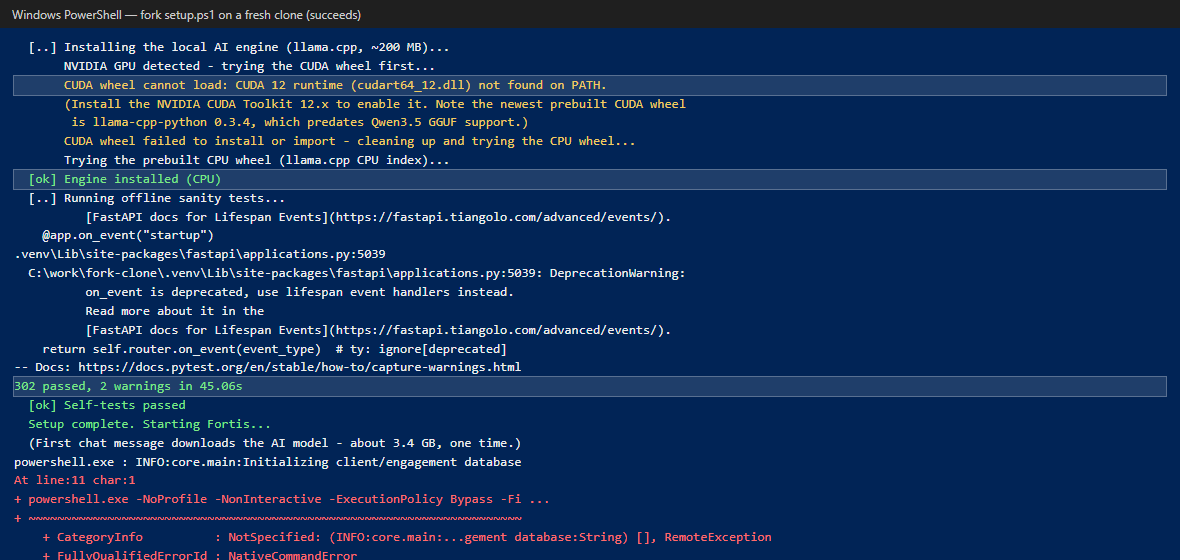 Windows PowerShell — fork setup.ps1 on a fresh clone (succeeds)
[..] Installing the local AI engine (llama.cpp, ~200 MB)...
NVIDIA GPU detected - trying the CUDA wheel first...
CUDA wheel cannot load: CUDA 12 runtime (cudart64_12.dll) not found on PATH.
(Install the NVIDIA CUDA Toolkit 12.x to enable it. Note the newest prebuilt CUDA wheel
is llama-cpp-python 0.3.4, which predates Qwen3.5 GGUF support.)
CUDA wheel failed to install or import - cleaning up and trying the CPU wheel...
Trying the prebuilt CPU wheel (llama.cpp CPU index)...
[ok] Engine installed (CPU)
[..] Running offline sanity tests...
[FastAPI docs for Lifespan Events](https://fastapi.tiangolo.com/advanced/events/).
@app.on_event("startup")
.venv\Lib\site-packages\fastapi\applications.py:5039
C:\work\fork-clone\.venv\Lib\site-packages\fastapi\applications.py:5039: DeprecationWarning:
on_event is deprecated, use lifespan event handlers instead.
Read more about it in the
[FastAPI docs for Lifespan Events](https://fastapi.tiangolo.com/advanced/events/).
return self.router.on_event(event_type)  # ty: ignore[deprecated]
-- Docs: https://docs.pytest.org/en/stable/how-to/capture-warnings.html
302 passed, 2 warnings in 45.06s
[ok] Self-tests passed
Setup complete. Starting Fortis...
(First chat message downloads the AI model - about 3.4 GB, one time.)
powershell.exe : INFO:core.main:Initializing client/engagement database
At line:11 char:1
+ powershell.exe -NoProfile -NonInteractive -ExecutionPolicy Bypass -Fi ...
+ ~~~~~~~~~~~~~~~~~~~~~~~~~~~~~~~~~~~~~~~~~~~~~~~~~~~~~~~~~~~~~~~~~~~~~
+ CategoryInfo          : NotSpecified: (INFO:core.main:...gement database:String) [], RemoteException
+ FullyQualifiedErrorId : NativeCommandError